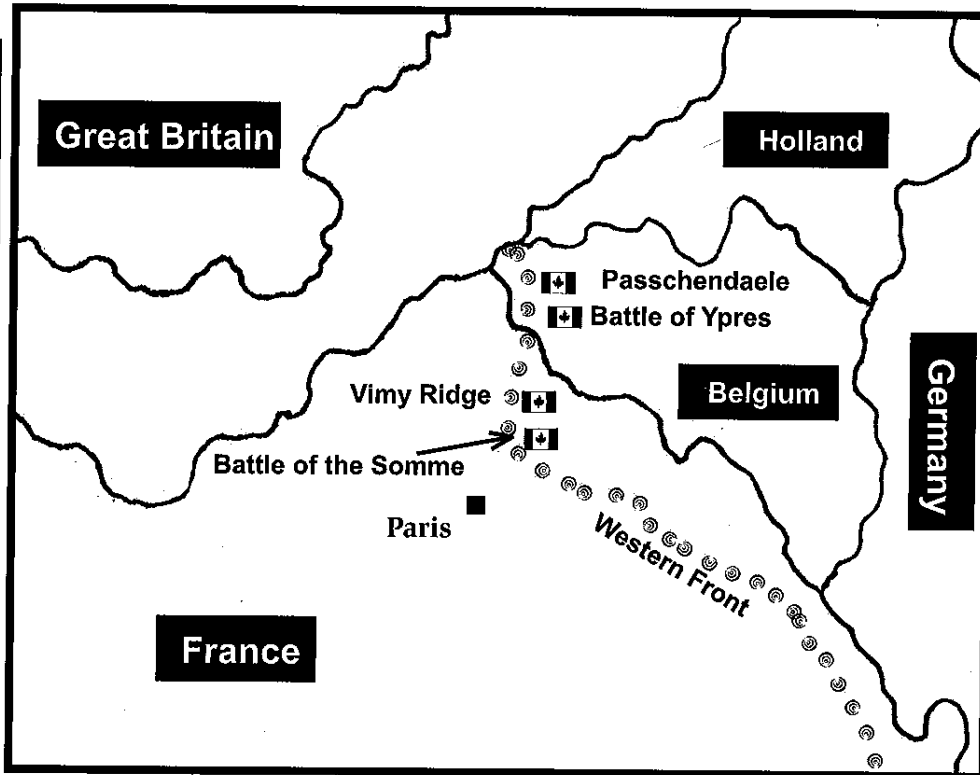 Great Britain
Holland
Passchendaele
Battle of Ypres
Germany
Vimy Ridge
Belgium
Battle of the Somme
Paris
Western Front
France